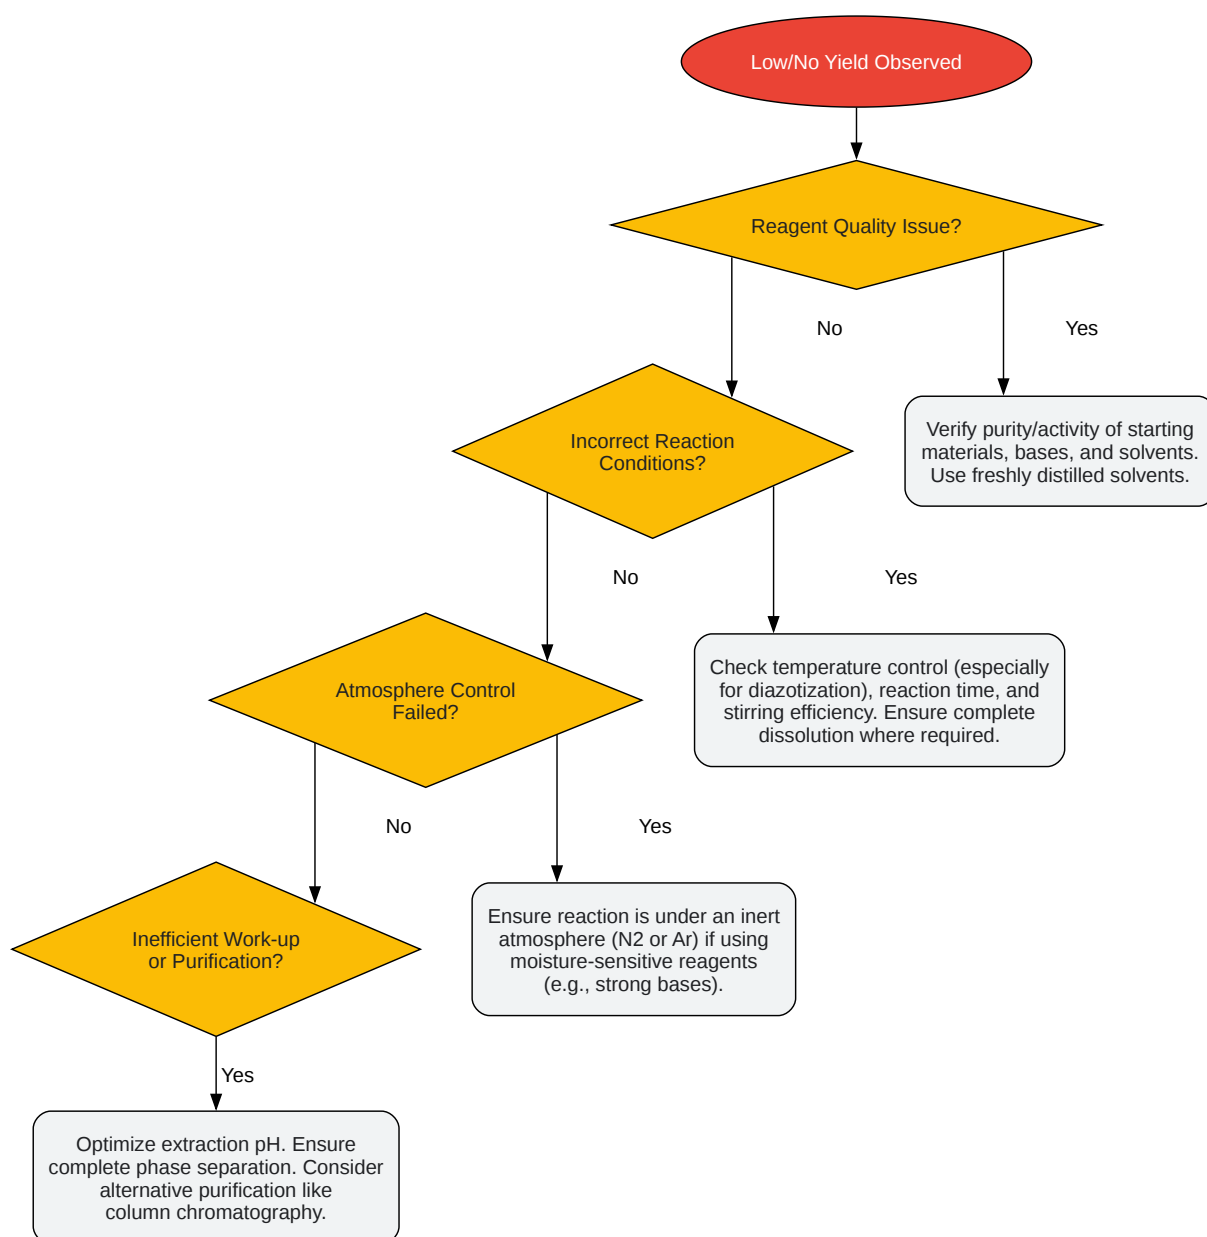 Low/No Yield Observed
Reagent Quality Issue?
No
Yes
Verify purity/activity of starting
materials, bases, and solvents.
Use freshly distilled solvents.
Incorrect Reaction
Conditions?
No
Yes
Check temperature control (especially
for diazotization), reaction time, and
stirring efficiency. Ensure complete
dissolution where required.
Atmosphere Control
Failed?
No
Yes
Ensure reaction is under an inert
atmosphere (N2 or Ar) if using
moisture-sensitive reagents
(e.g., strong bases).
Inefficient Work-up
or Purification?
Yes
Optimize extraction pH. Ensure
complete phase separation. Consider
alternative purification like
column chromatography.